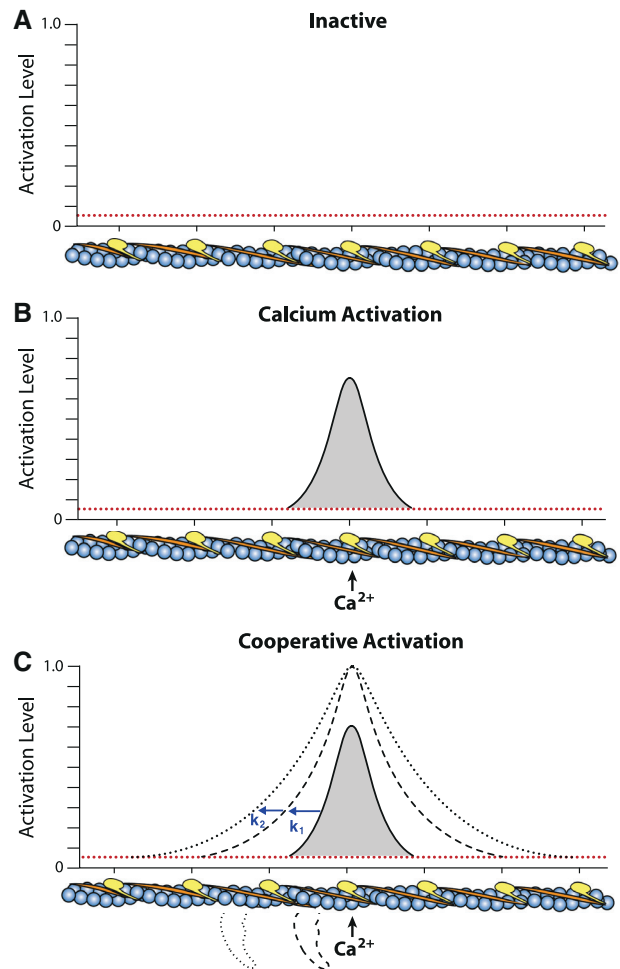 A
Inactive
1.0
Activation Level
0
B
Calcium Activation
1.0
Activation Level
0
Ca²⁺
C
Cooperative Activation
1.0
Activation Level
k₂
k₁
0
Ca²⁺